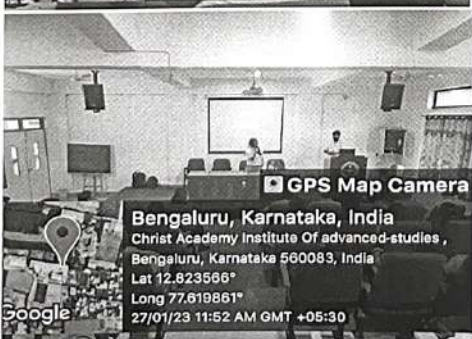 GPS Map Camera
Bengaluru, Karnataka, India
Christ Academy Institute Of advanced-studies ,
Bengaluru, Karnataka 560083, India
Lat 12.823566°
Long 77.619861°
27/01/23 11:52 AM GMT +05:30
Google